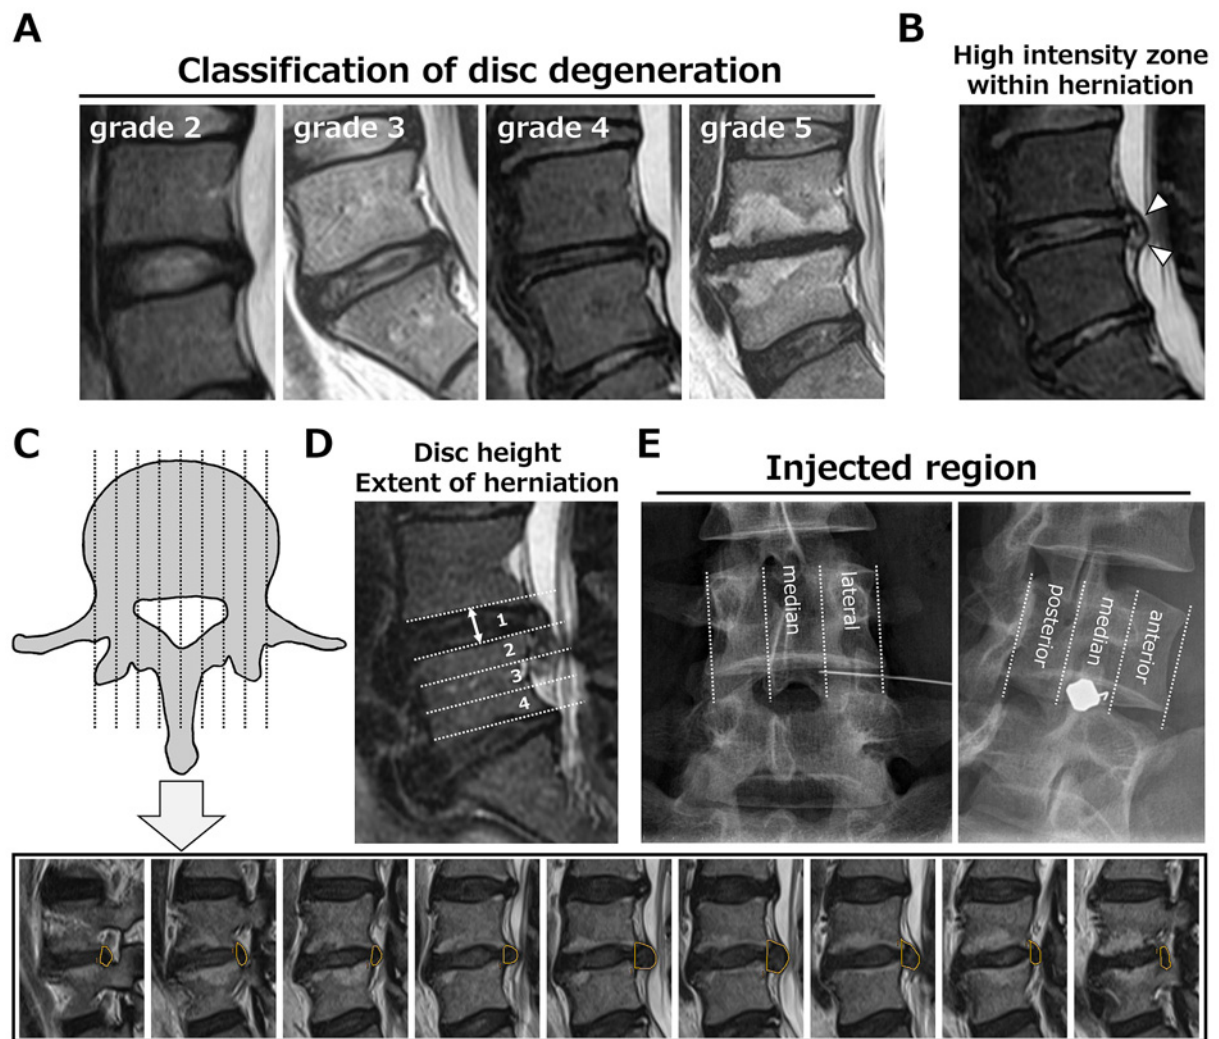 A
Classification of disc degeneration
grade 2
grade 3
grade 4
grade 5
B
High intensity zone
within herniation
C
D
Disc height
Extent of herniation
1
2
3
4
E
Injected region
median
lateral
posterior
median
anterior